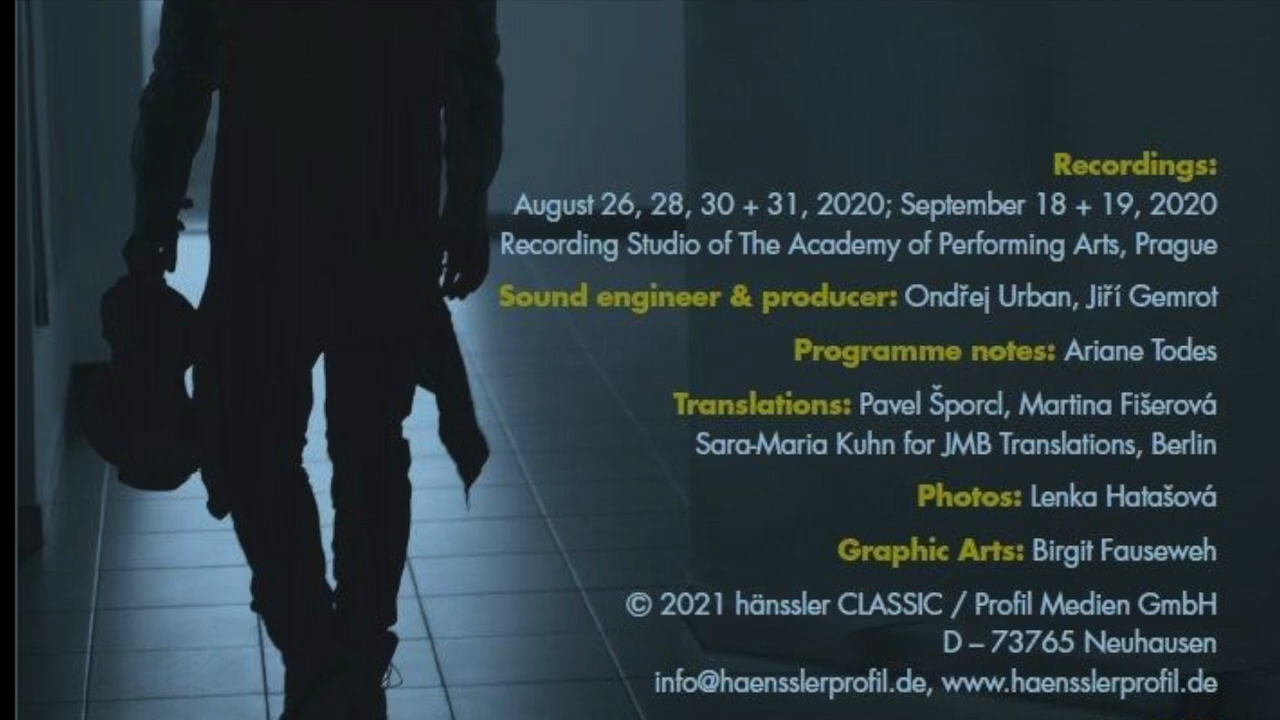 Recordings:
August 26, 28, 30 + 31, 2020; September 18 + 19, 2020
Recording Studio of The Academy of Performing Arts, Prague
Sound engineer & producer: Ondřej Urban, Jiří Gemrot
Programme notes: Ariane Todes
Translations: Pavel Šporcl, Martina Fišerová
Sara-Maria Kuhn for JMB Translations, Berlin
Photos: Lenka Hatašová
Graphic Arts: Birgit Fauseweh
© 2021 hänssler CLASSIC / Profil Medien GmbH
D – 73765 Neuhausen
info@haensslerprofil.de, www.haensslerprofil.de